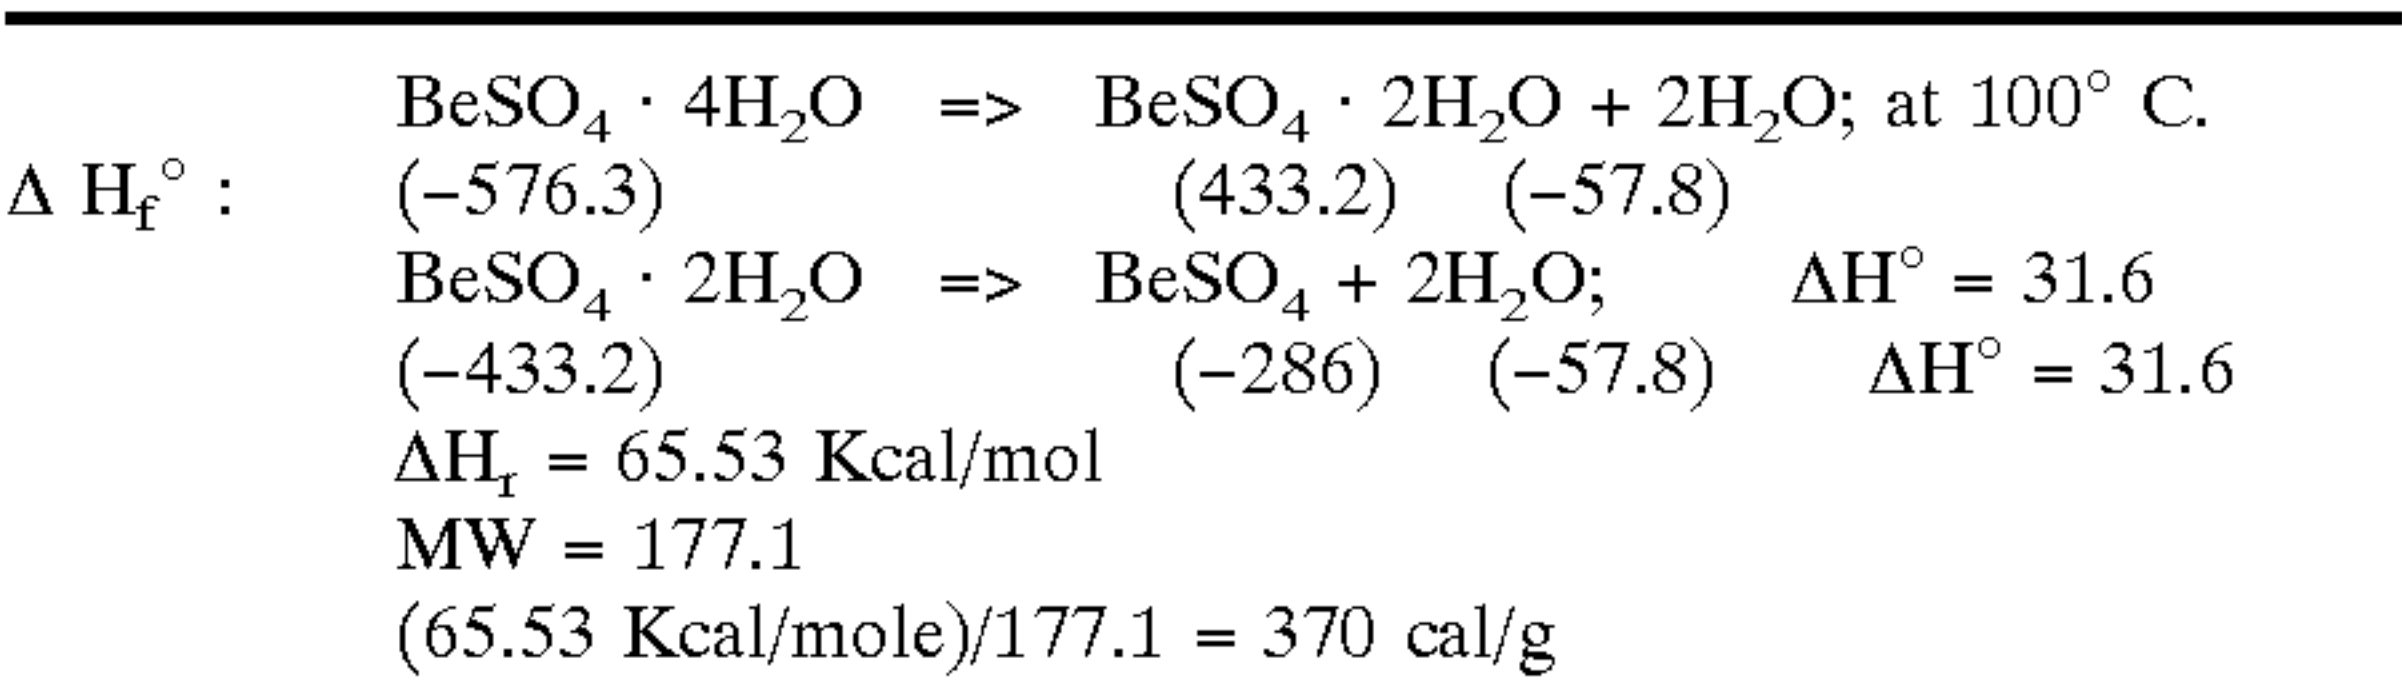 BeSO₄ · 4H₂O => BeSO₄ · 2H₂O + 2H₂O; at 100° C.
Δ H_f° : (−576.3) (433.2) (−57.8)
BeSO₄ · 2H₂O => BeSO₄ + 2H₂O; ΔH° = 31.6
(−433.2) (−286) (−57.8) ΔH° = 31.6
ΔHᵣ = 65.53 Kcal/mol
MW = 177.1
(65.53 Kcal/mole)/177.1 = 370 cal/g